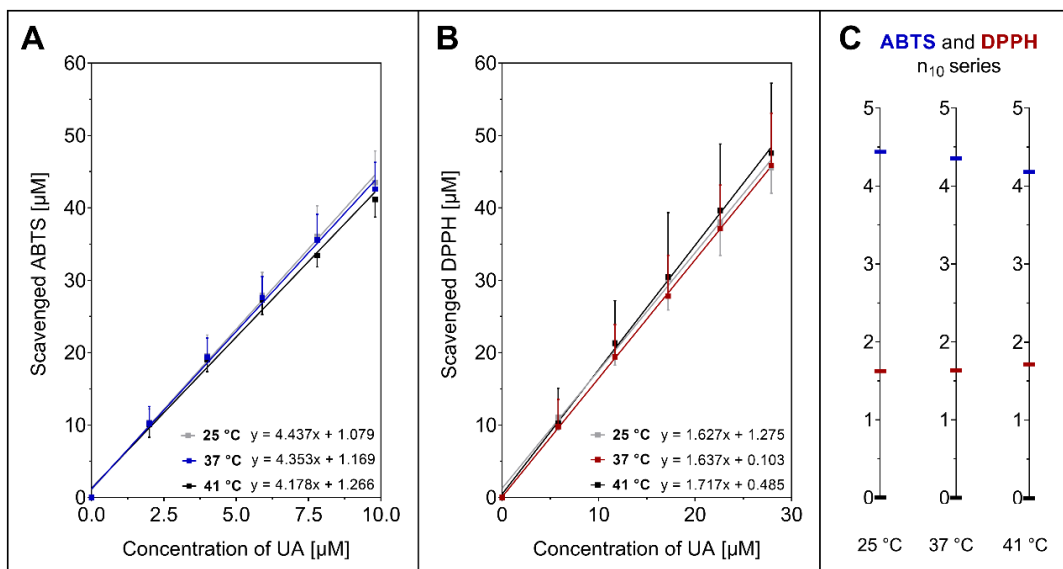 A
Scavenged ABTS [µM]
60
50
40
30
20
10
0
25 °C y = 4.437x + 1.079
37 °C y = 4.353x + 1.169
41 °C y = 4.178x + 1.266
0.0 2.5 5.0 7.5 10.0
Concentration of UA [µM]
B
Scavenged DPPH [µM]
60
50
40
30
20
10
0
25 °C y = 1.627x + 1.275
37 °C y = 1.637x + 0.103
41 °C y = 1.717x + 0.485
0 10 20 30
Concentration of UA [µM]
C
ABTS and DPPH
n₁₀ series
5 5 5
4 4 4
3 3 3
2 2 2
1 1 1
0 0 0
25 °C 37 °C 41 °C